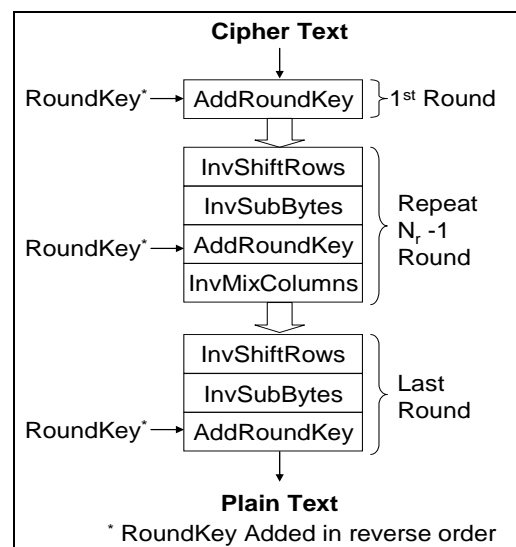 Cipher Text
RoundKey* AddRoundKey 1st Round
InvShiftRows
InvSubBytes
RoundKey* AddRoundKey
InvMixColumns
Repeat
Nr -1
Round
InvShiftRows
InvSubBytes
RoundKey* AddRoundKey
Last
Round
Plain Text
* RoundKey Added in reverse order